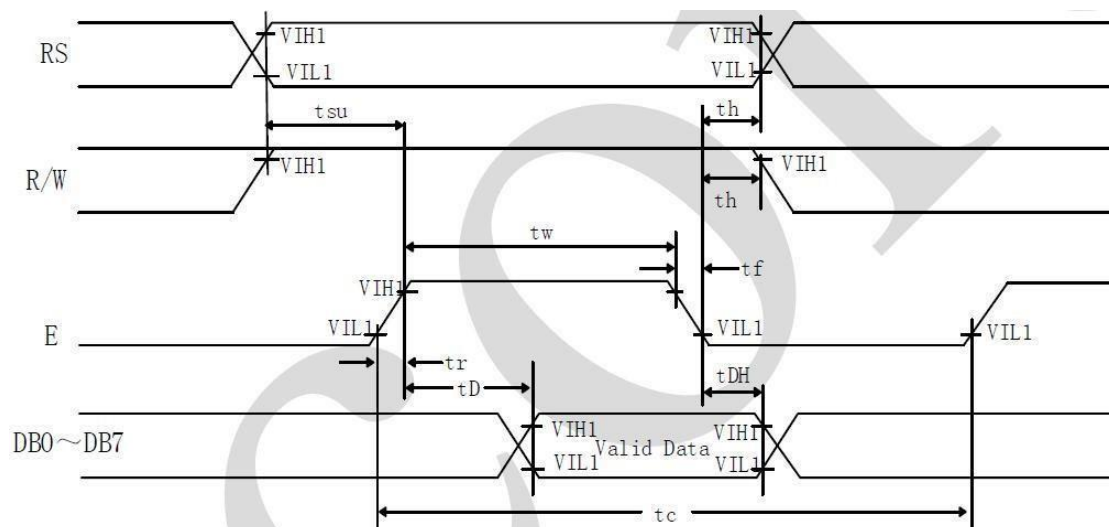 RS
VIH1
VIL1
VIH1
VIL1
tsu
th
R/W
VIH1
VIH1
th
tw
tf
E
VIH1
VIL1
VIL1
VIL1
tr
tD
tDH
DB0～DB7
VIH1
VIL1
Valid Data
VIH1
VIL1
tc